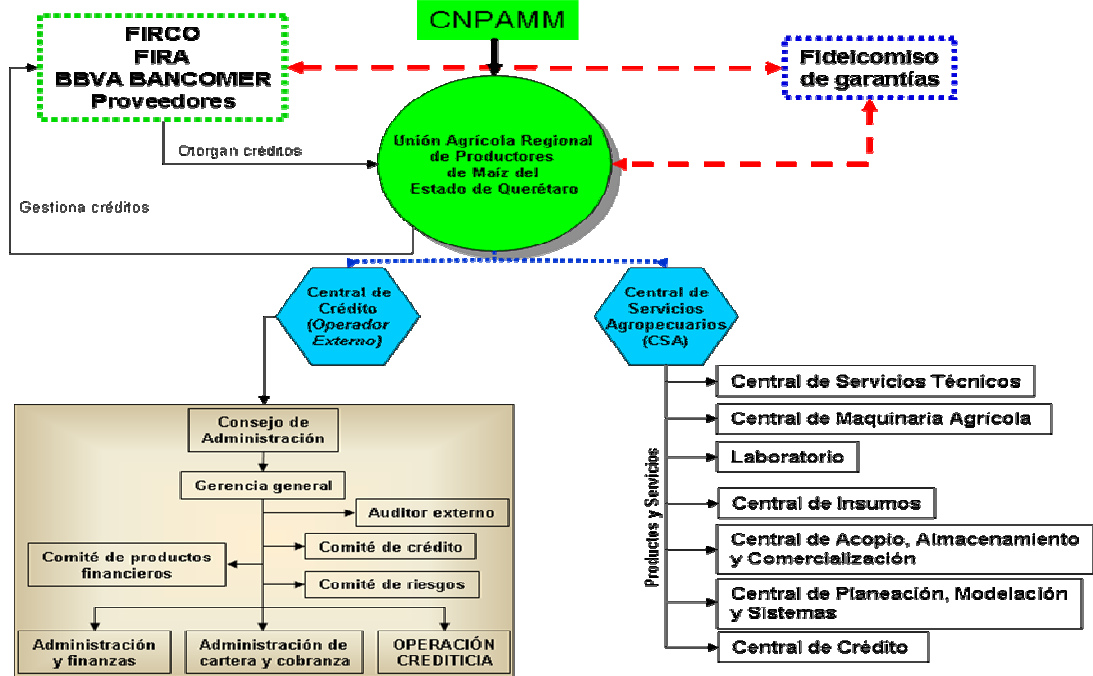 CNPAMM
FIRCO
FIRA
BBVA BANCOMER
Proveedores
Fideicomiso
de garantías
Unión Agrícola Regional
de Productores
de Maíz del
Estado de Querétaro
Otorgan créditos
Gestiona créditos
Central de
Crédito
(Operador
Externo)
Central de
Servicios
Agropecuarios
(CSA)
Consejo de
Administración
Gerencia general
Auditor externo
Comité de crédito
Comité de productos
financieros
Comité de riesgos
Administración
y finanzas
Administración de
cartera y cobranza
OPERACIÓN
CREDITICIA
Productos y Servicios
Central de Servicios Técnicos
Central de Maquinaria Agrícola
Laboratorio
Central de Insumos
Central de Acopio, Almacenamiento
y Comercialización
Central de Planeación, Modelación
y Sistemas
Central de Crédito